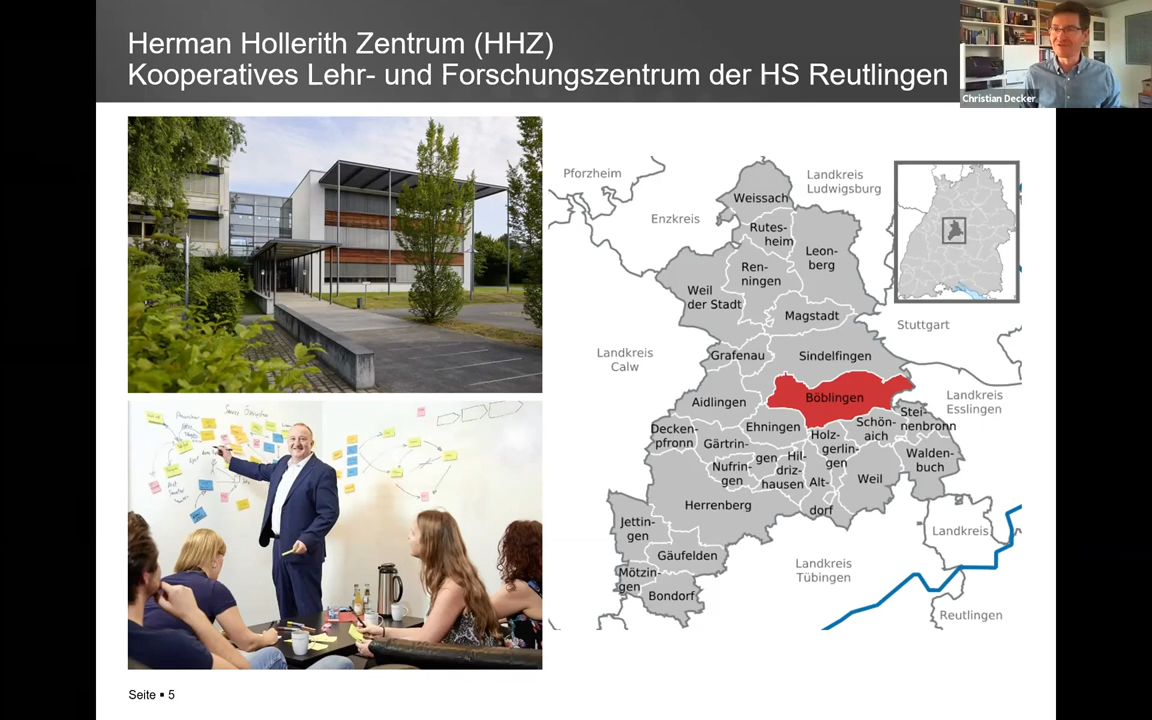 Herman Hollerith Zentrum (HHZ)
Kooperatives Lehr- und Forschungszentrum der HS Reutlingen
Christian Decker
Pforzheim
Enzkreis
Landkreis
Ludwigsburg
Weissach
Rutes-
heim
Leon-
berg
Ren-
ningen
Weil
der Stadt
Magstadt
Stuttgart
Landkreis
Calw
Grafenau
Sindelfingen
Böblingen
Landkreis
Esslingen
Aidlingen
Ehningen
Schön-
aich
Stei-
nenbronn
Decken-
pfronn
Gärtrin-
gen
Holz-
gerlin-
gen
Hil-
driz-
hausen
Walden-
buch
Nufrin-
gen
Alt-
dorf
Weil
Herrenberg
Jettin-
gen
Gäufelden
Mötzin-
gen
Bondorf
Landkreis
Tübingen
Landkreis
Reutlingen
Seite ▪ 5